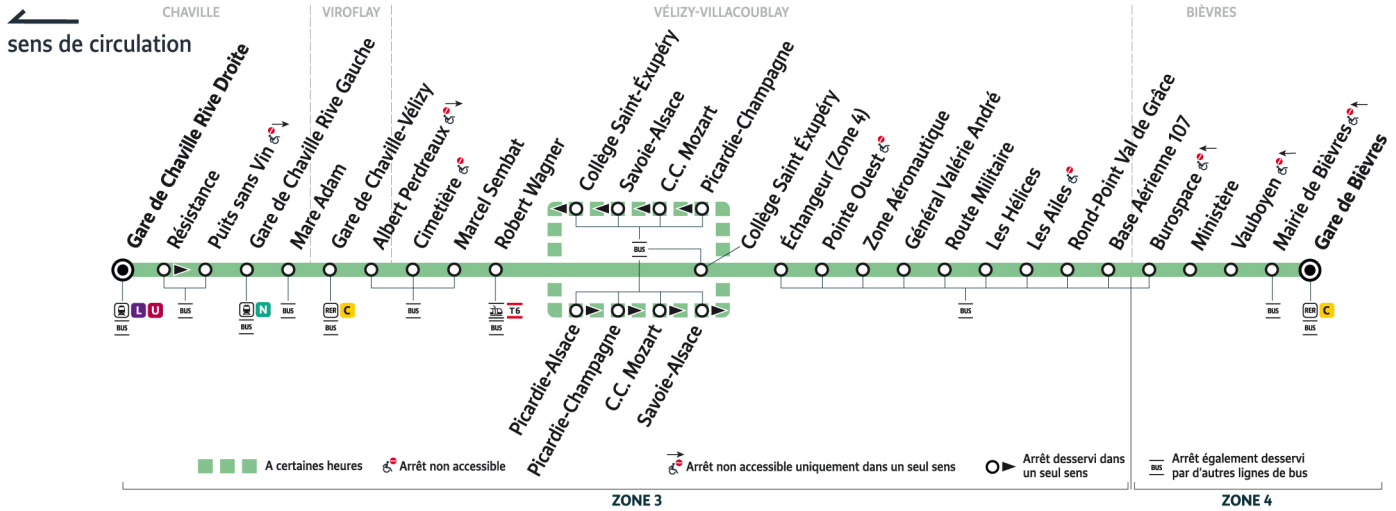 CHAVILLE
VIROFLAY
VÉLIZY-VILLACOUBLAY
BIÈVRES
sens de circulation
Gare de Chaville Rive Droite
Résistance
Puits sans Vin
Gare de Chaville Rive Gauche
Mare Adam
Gare de Chaville-Vélizy
Albert Perdreaux
Cimetière
Marcel Sembat
Robert Wagner
Collège Saint-Éxupéry
Savoie-Alsace
C.C. Mozart
Picardie-Champagne
Collège Saint Éxupéry
Échangeur (Zone 4)
Pointe Ouest
Zone Aéronautique
Général Valérie André
Route Militaire
Les Hélices
Les Ailes
Rond-Point Val de Grâce
Base Aérienne 107
Burospace
Ministère
Vauboyen
Mairie de Bièvres
Gare de Bièvres
BUS
L U
BUS
BUS
N
BUS
BUS
RER C
BUS
BUS
T6
BUS
BUS
BUS
BUS
BUS
RER C
BUS
Picardie-Alsace
Picardie-Champagne
C.C. Mozart
Savoie-Alsace
A certaines heures
Arrêt non accessible
Arrêt non accessible uniquement dans un seul sens
Arrêt desservi dans
un seul sens
BUS
Arrêt également desservi
par d'autres lignes de bus
ZONE 3
ZONE 4